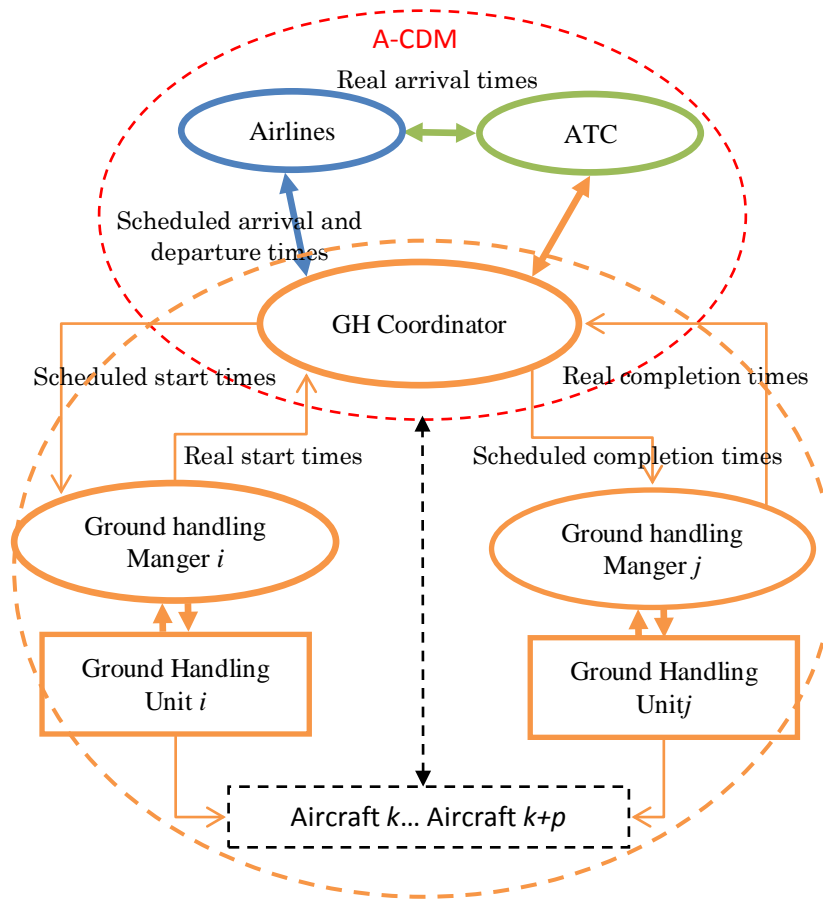 A-CDM
Real arrival times
Airlines
ATC
Scheduled arrival and
departure times
GH Coordinator
Scheduled start times
Real completion times
Real start times
Scheduled completion times
Ground handling
Manger i
Ground handling
Manger j
Ground Handling
Unit i
Ground Handling
Unitj
Aircraft k... Aircraft k+p